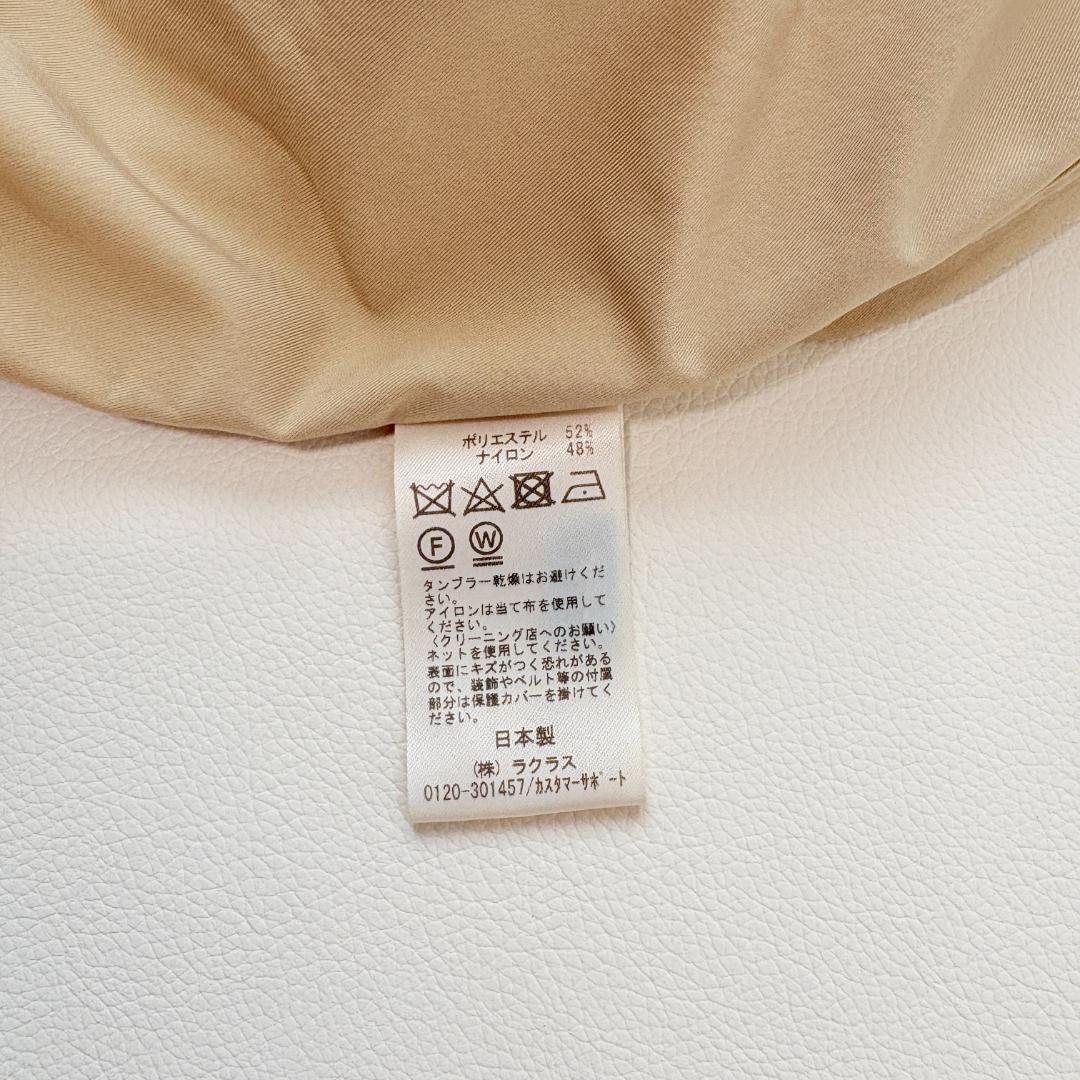 ポリエステル 52%
ナイロン 48%
F W
タンブラー乾燥はお避けくだ
さい。
アイロンは当て布を使用して
ください。
〈クリーニング店へのお願い〉
ネットを使用してください。
表面にキズがつく恐れがある
ので、装飾やベルト等の付属
部分は保護カバーを掛けてく
ださい。
日本製
(株) ラクラス
0120-301457/カスタマーサポート